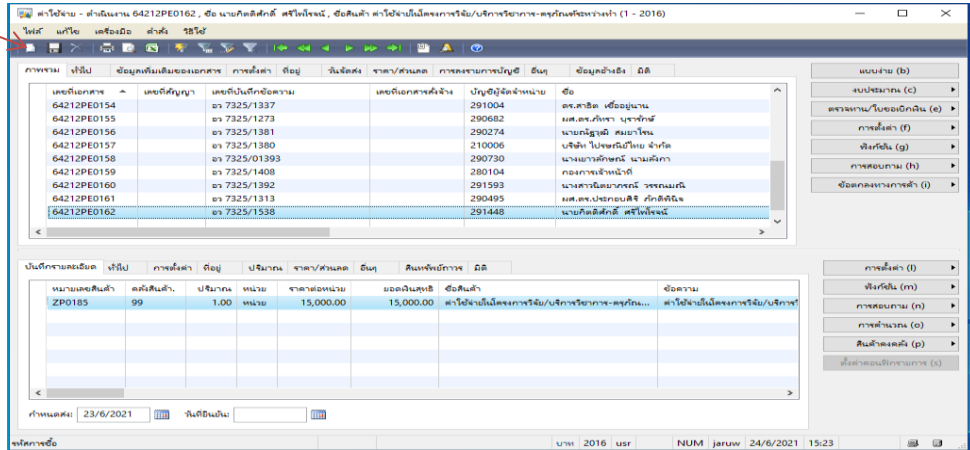 ค่าใช้จ่าย - ดำเนินงาน 64212PE0162 , ชื่อ นายกิตติศักดิ์ ศรีไพโรจน์ , ชื่อสินค้า ค่าใช้จ่ายในโครงการวิจัย/บริการวิชาการ-ครุภัณฑ์ระหว่างทำ (1 - 2016)
ไฟล์ แก้ไข เครื่องมือ คำสั่ง วิธีใช้
ภาพรวม ทั่วไป ข้อมูลเพิ่มเติมของเอกสาร การตั้งค่า ที่อยู่ วันจัดส่ง ราคา/ส่วนลด การลงรายการบัญชี อื่นๆ ข้อมูลอ้างอิง มิติ
เลขที่เอกสาร เลขที่สัญญา เลขที่บันทึกข้อความ เลขที่เอกสารสั่งจ้าง บัญชีผู้จัดจำหน่าย ชื่อ
64212PE0154 อว 7325/1337 291004 ดร.สาธิต เชื้ออยู่นาน
64212PE0155 อว 7325/1273 290682 ผศ.ดร.ภัทรา บุรารักษ์
64212PE0156 อว 7325/1381 290274 นายณัฐวุฒิ สมยาโรน
64212PE0157 อว 7325/1380 210006 บริษัท ไปรษณีย์ไทย จำกัด
64212PE0158 อว 7325/01393 290730 นางเยาวลักษณ์ นามลังกา
64212PE0159 อว 7325/1408 280104 กองการเจ้าหน้าที่
64212PE0160 อว 7325/1392 291593 นางสาวนิตยาภรณ์ วรรณมณี
64212PE0161 อว 7325/1313 290495 ผศ.ดร.ประกอบศิริ ภักดีพินิจ
64212PE0162 อว 7325/1538 291448 นายกิตติศักดิ์ ศรีไพโรจน์
แบบง่าย (b)
งบประมาณ (c)
ตรวจทาน/ใบขอเบิกเงิน (e)
การตั้งค่า (f)
ฟังก์ชัน (g)
การสอบถาม (h)
ข้อตกลงทางการค้า (i)
บันทึกรายละเอียด ทั่วไป การตั้งค่า ที่อยู่ ปริมาณ ราคา/ส่วนลด อื่นๆ สินทรัพย์ถาวร มิติ
หมายเลขสินค้า คลังสินค้า. ปริมาณ หน่วย ราคาต่อหน่วย ยอดเงินสุทธิ ชื่อสินค้า ข้อความ
ZP0185 99 1.00 หน่วย 15,000.00 15,000.00 ค่าใช้จ่ายในโครงการวิจัย/บริการวิชาการ-ครุภัณ... ค่าใช้จ่ายในโครงการวิจัย/บริการวิ
การตั้งค่า (l)
ฟังก์ชัน (m)
การสอบถาม (n)
การคำนวณ (o)
สินค้าคงคลัง (p)
ตั้งค่าคอนฟิกรายการ (s)
กำหนดส่ง: 23/6/2021 วันที่ยืนยัน:
รหัสการซื้อ บาท 2016 usr NUM jaruw 24/6/2021 15:23